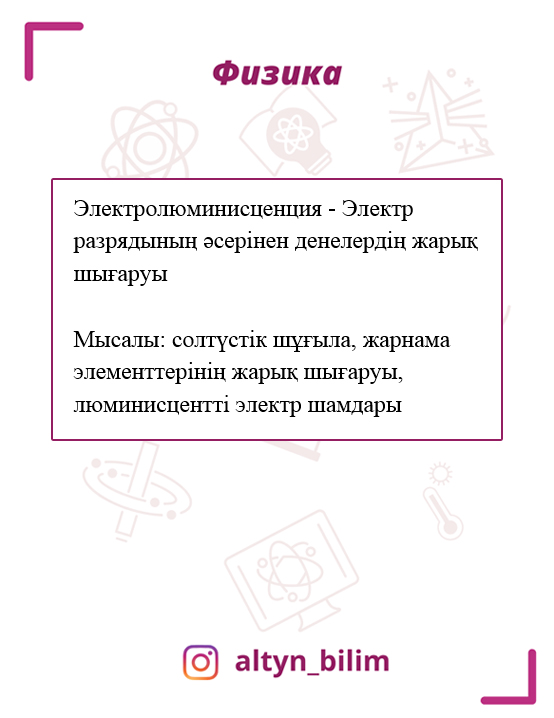 Физика
Электролюминисценция - Электр
разрядының әсерінен денелердің жарық
шығаруы
Мысалы: солтүстік шұғыла, жарнама
элементтерінің жарық шығаруы,
люминисцентті электр шамдары
altyn_bilim